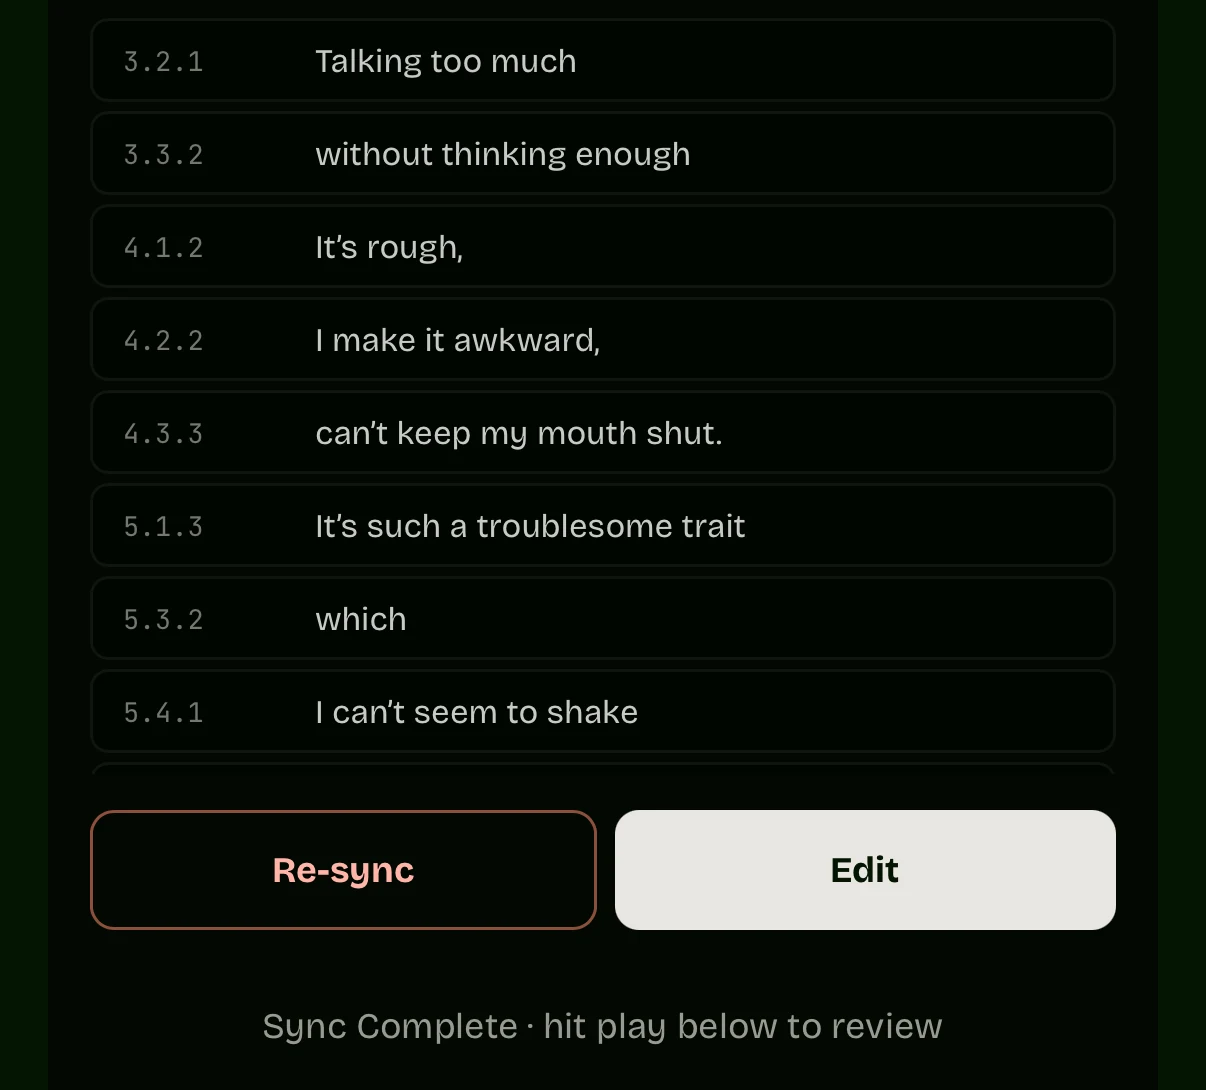 3.2.1 Talking too much
3.3.2 without thinking enough
4.1.2 It’s rough,
4.2.2 I make it awkward,
4.3.3 can’t keep my mouth shut.
5.1.3 It’s such a troublesome trait
5.3.2 which
5.4.1 I can’t seem to shake
Re-sync Edit
Sync Complete · hit play below to review